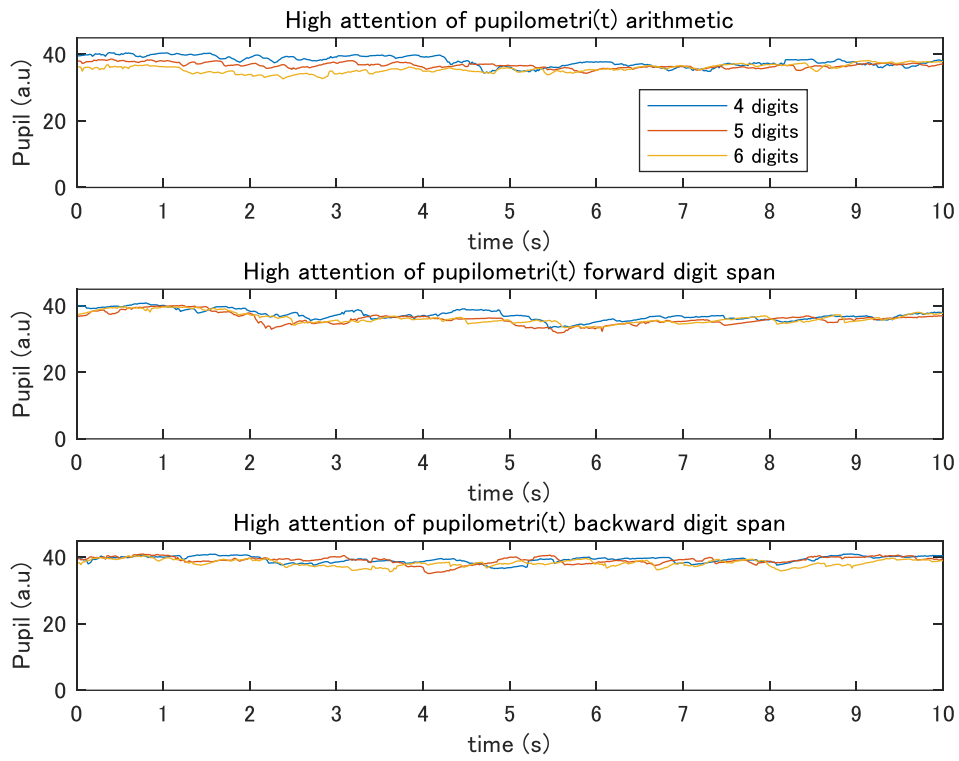 High attention of pupilometri(t) arithmetic
40
20
0
Pupil (a.u)
4 digits
5 digits
6 digits
0 1 2 3 4 5 6 7 8 9 10
time (s)
High attention of pupilometri(t) forward digit span
40
20
0
Pupil (a.u)
0 1 2 3 4 5 6 7 8 9 10
time (s)
High attention of pupilometri(t) backward digit span
40
20
0
Pupil (a.u)
0 1 2 3 4 5 6 7 8 9 10
time (s)